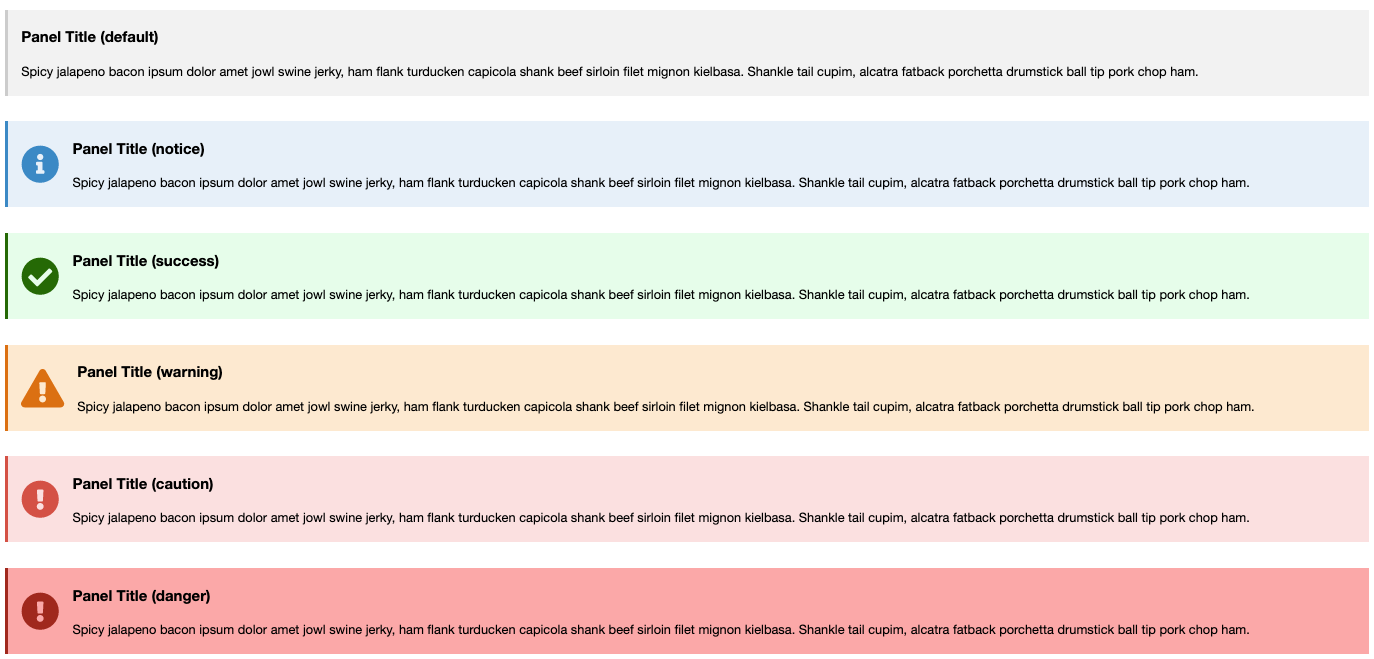 Panel Title (default)
Spicy jalapeno bacon ipsum dolor amet jowl swine jerky, ham flank turducken capicola shank beef sirloin filet mignon kielbasa. Shankle tail cupim, alcatra fatback porchetta drumstick ball tip pork chop ham.
Panel Title (notice)
Spicy jalapeno bacon ipsum dolor amet jowl swine jerky, ham flank turducken capicola shank beef sirloin filet mignon kielbasa. Shankle tail cupim, alcatra fatback porchetta drumstick ball tip pork chop ham.
Panel Title (success)
Spicy jalapeno bacon ipsum dolor amet jowl swine jerky, ham flank turducken capicola shank beef sirloin filet mignon kielbasa. Shankle tail cupim, alcatra fatback porchetta drumstick ball tip pork chop ham.
Panel Title (warning)
Spicy jalapeno bacon ipsum dolor amet jowl swine jerky, ham flank turducken capicola shank beef sirloin filet mignon kielbasa. Shankle tail cupim, alcatra fatback porchetta drumstick ball tip pork chop ham.
Panel Title (caution)
Spicy jalapeno bacon ipsum dolor amet jowl swine jerky, ham flank turducken capicola shank beef sirloin filet mignon kielbasa. Shankle tail cupim, alcatra fatback porchetta drumstick ball tip pork chop ham.
Panel Title (danger)
Spicy jalapeno bacon ipsum dolor amet jowl swine jerky, ham flank turducken capicola shank beef sirloin filet mignon kielbasa. Shankle tail cupim, alcatra fatback porchetta drumstick ball tip pork chop ham.